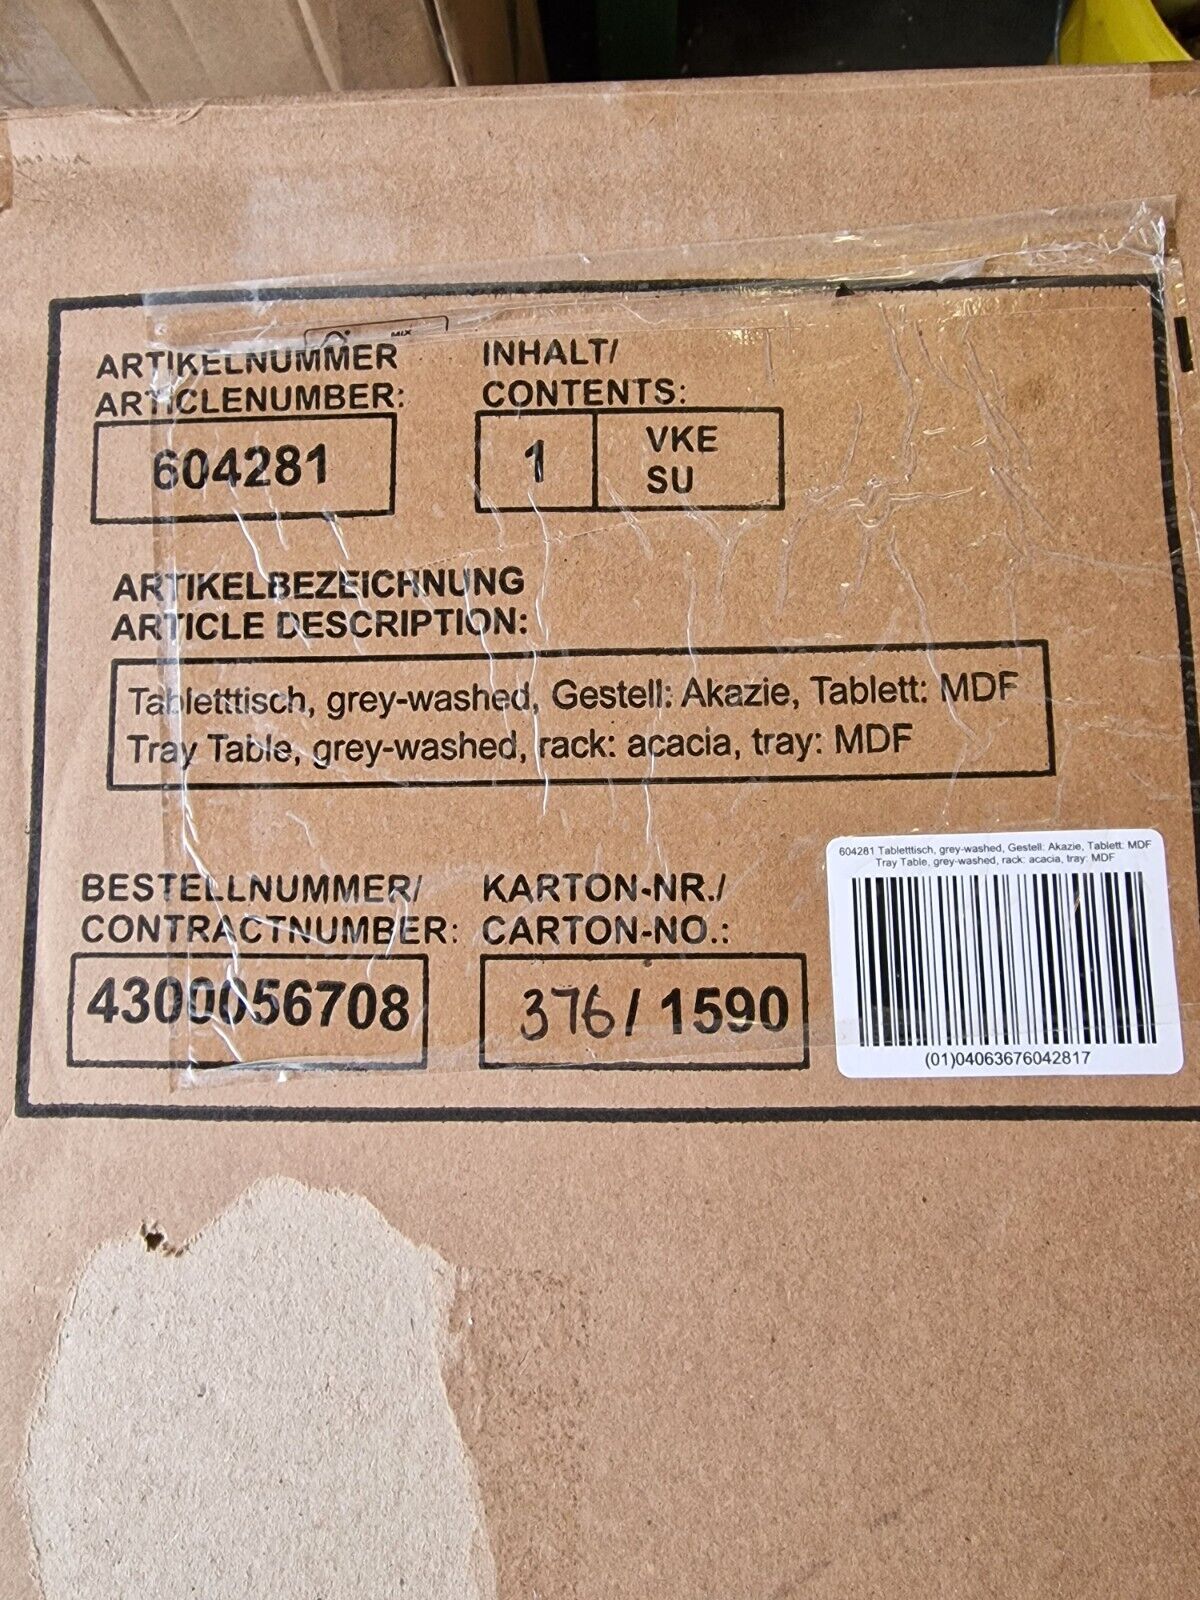 MIX
ARTIKELNUMMER
ARTICLENUMBER:
604281
INHALT/
CONTENTS:
1
VKE
SU
ARTIKELBEZEICHNUNG
ARTICLE DESCRIPTION:
Tabletttisch, grey-washed, Gestell: Akazie, Tablett: MDF
Tray Table, grey-washed, rack: acacia, tray: MDF
BESTELLNUMMER/
CONTRACTNUMBER:
4300056708
KARTON-NR./
CARTON-NO.:
376/1590
604281 Tabletttisch, grey-washed, Gestell: Akazie, Tablett: MDF
Tray Table, grey-washed, rack: acacia, tray: MDF
(01)04063676042817